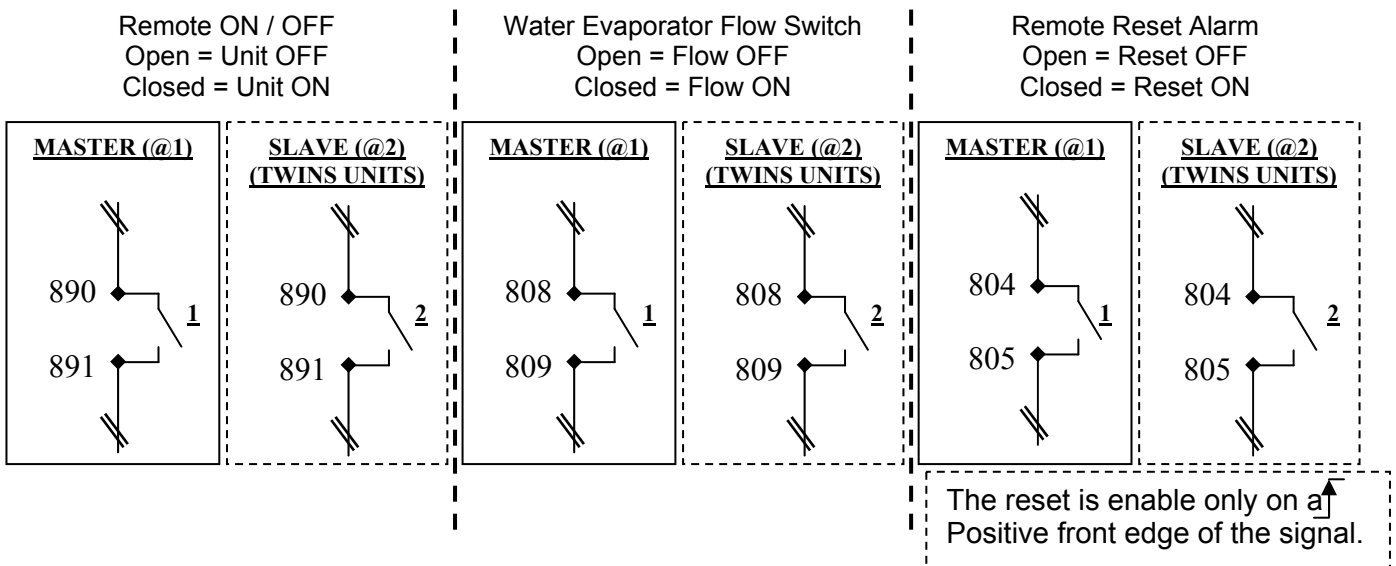 Remote ON / OFF
Open = Unit OFF
Closed = Unit ON
MASTER (@1)
890
1
891
SLAVE (@2)
(TWINS UNITS)
890
2
891
Water Evaporator Flow Switch
Open = Flow OFF
Closed = Flow ON
MASTER (@1)
808
1
809
SLAVE (@2)
(TWINS UNITS)
808
2
809
Remote Reset Alarm
Open = Reset OFF
Closed = Reset ON
MASTER (@1)
804
1
805
SLAVE (@2)
(TWINS UNITS)
804
2
805
The reset is enable only on a
Positive front edge of the signal.